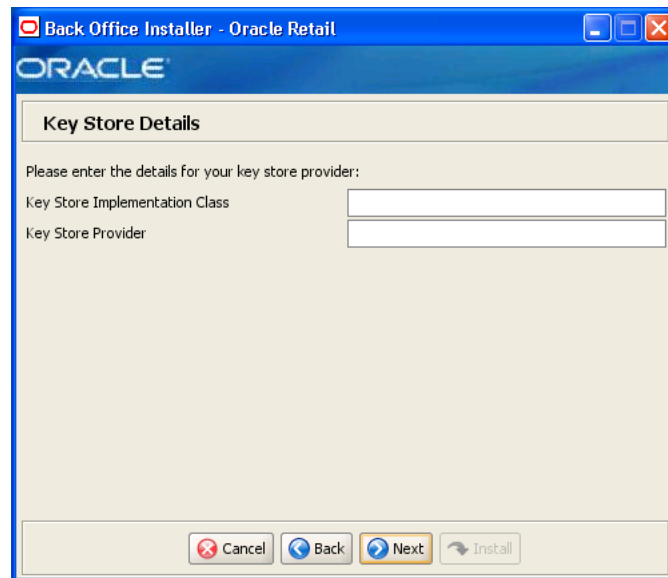 Back Office Installer - Oracle Retail
ORACLE
Key Store Details
Please enter the details for your key store provider:
Key Store Implementation Class
Key Store Provider
Cancel
Back
Next
Install